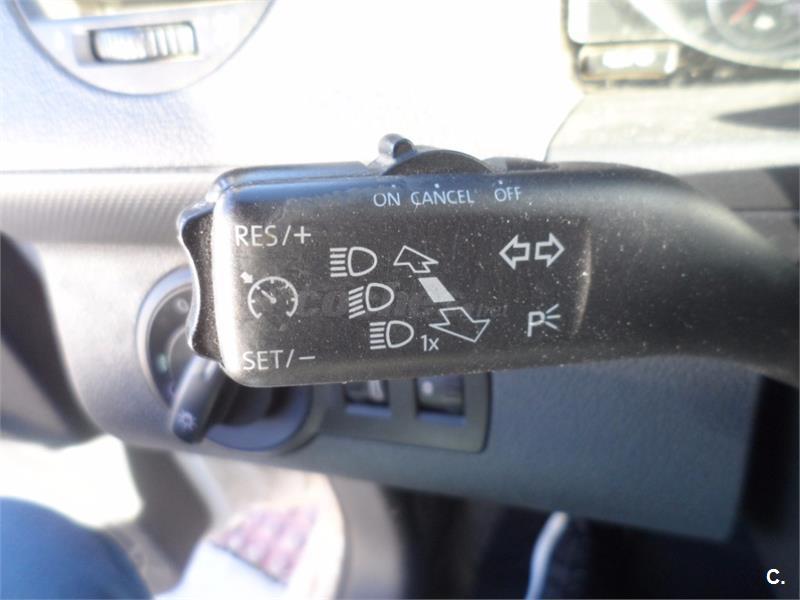 ON CANCEL OFF
RES/+
SET/-
1x
P
C.